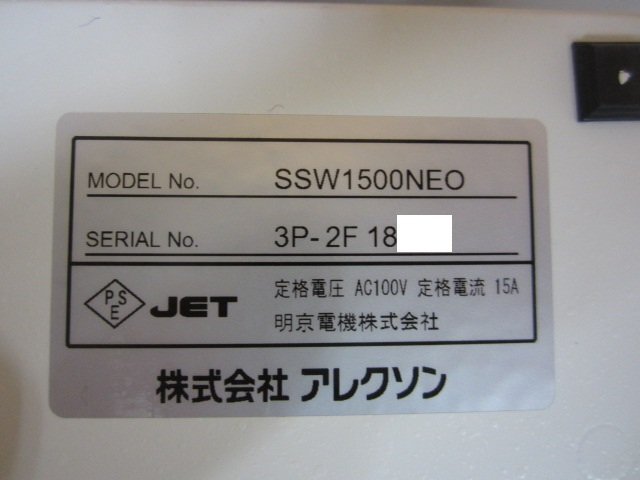 MODEL No. SSW1500NEO
SERIAL No. 3P-2F 18
PSE JET 定格電圧 AC100V 定格電流 15A
明京電機株式会社
株式会社 アレクソン